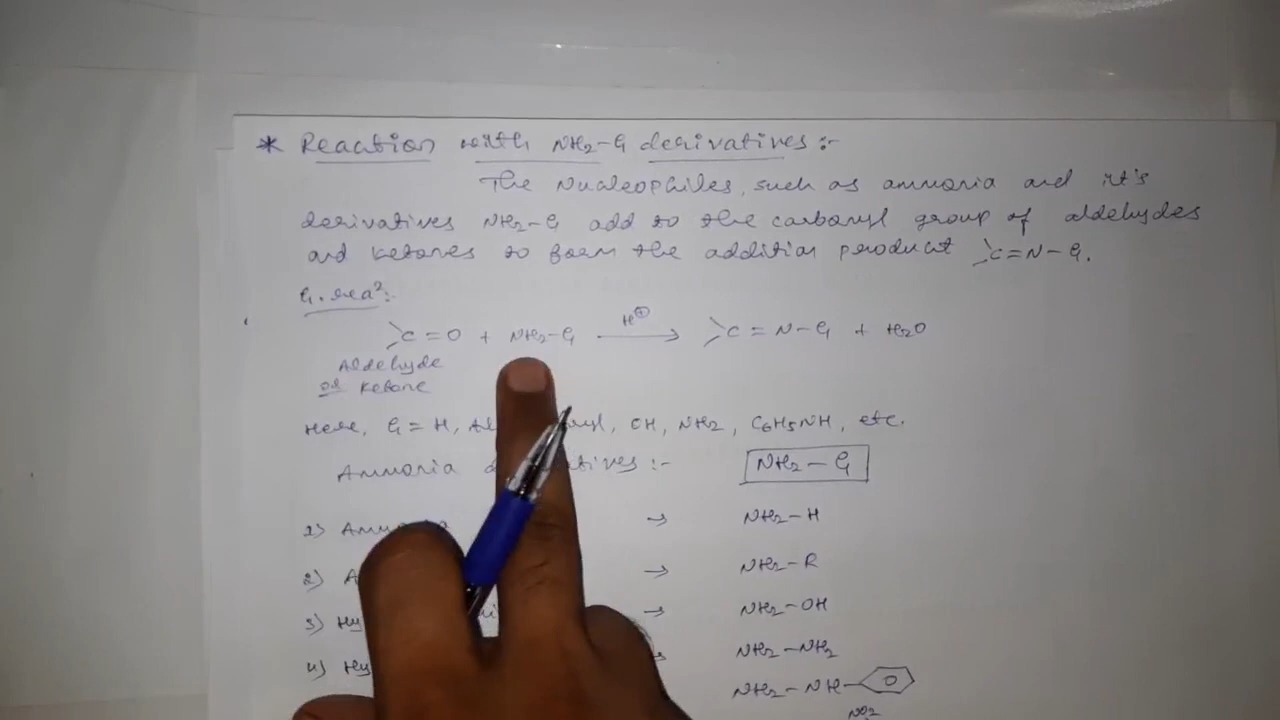 * Reaction with NH2-G derivatives :-
The Nucleophiles, such as ammonia and it's
derivatives NH2-G add to the carbonyl group of aldehydes
and ketones to form the addition product >C=N-G.
G. rea²:-
>C=O + NH2-G H⊕ → >C=N-G + H2O
Aldehyde
or Ketone
Here, G = H, OH, NH2, C6H5NH, etc.
Ammonia :- NH2-G
1) → NH2-H
2) → NH2-R
3) → NH2-OH
4) NH2-NH2
NH2-NH-
NO2